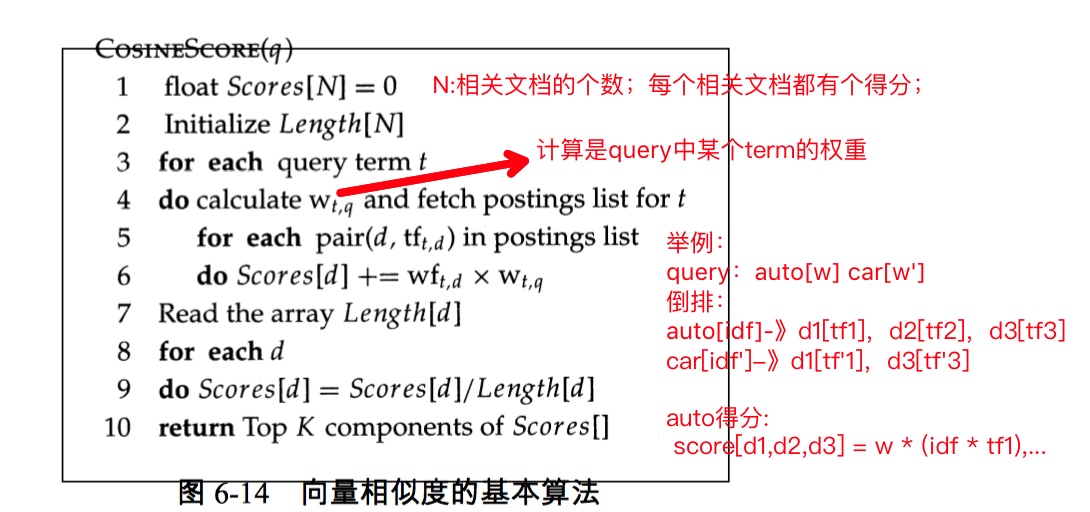 COSINESCORE(q)
1 float Scores[N] = 0
N:相关文档的个数；每个相关文档都有个得分；
2 Initialize Length[N]
3 for each query term t
计算是query中某个term的权重
4 do calculate w_{t,q} and fetch postings list for t
5 for each pair(d, tf_{t,d}) in postings list
6 do Scores[d] += wf_{t,d} × w_{t,q}
7 Read the array Length[d]
8 for each d
9 do Scores[d] = Scores[d]/Length[d]
10 return Top K components of Scores[]
举例：
query：auto[w] car[w']
倒排：
auto[idf]-》d1[tf1]，d2[tf2]，d3[tf3]
car[idf']–》d1[tf'1]，d3[tf'3]
auto得分:
score[d1,d2,d3] = w * (idf * tf1),...
图 6-14 向量相似度的基本算法